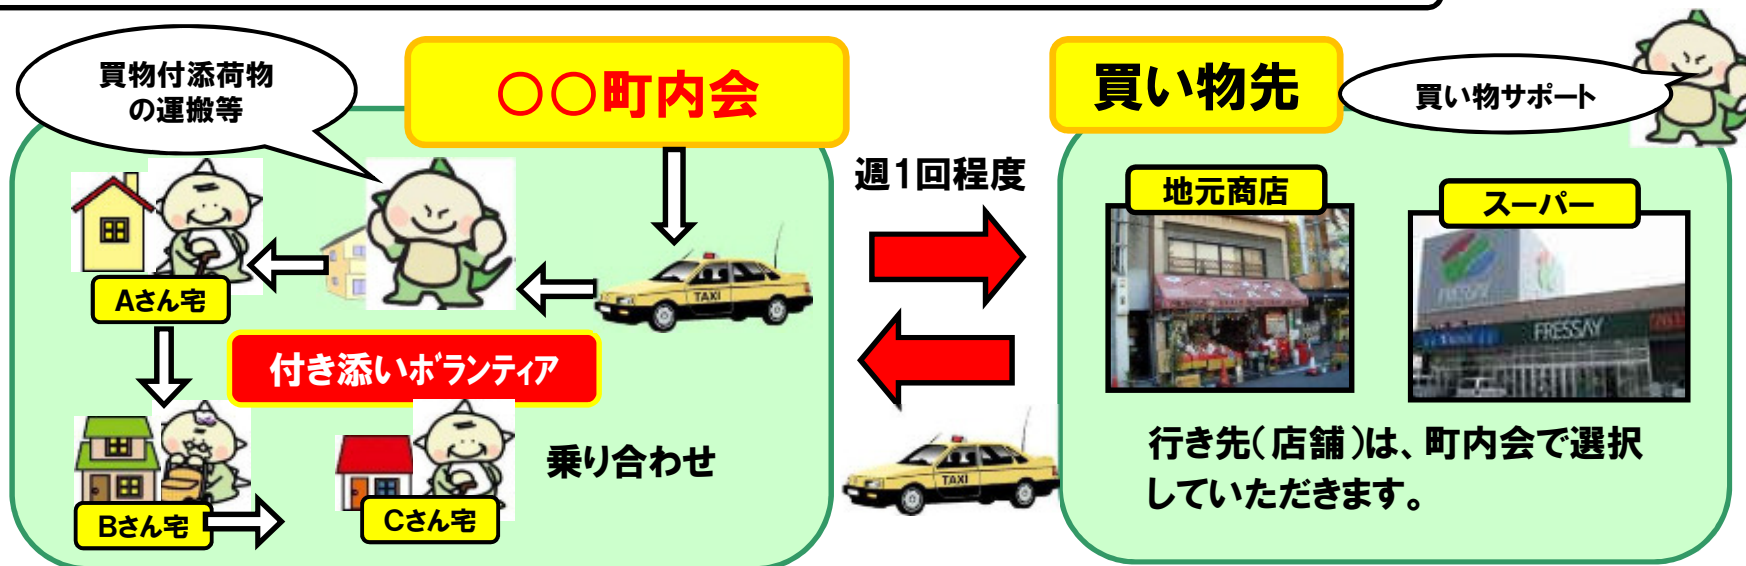 買物付添荷物
の運搬等
○○町内会
買い物先
買い物サポート
週1回程度
地元商店
スーパー
Aさん宅
TAXI
付き添いボランティア
FRESSAY
乗り合わせ
Bさん宅
Cさん宅
TAXI
行き先(店舗)は、町内会で選択
していただきます。